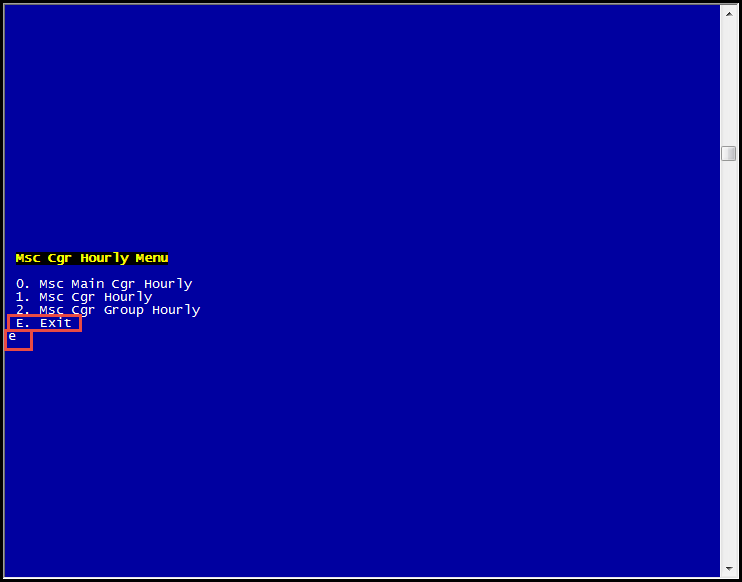 Msc Cgr Hourly Menu
0. Msc Main Cgr Hourly
1. Msc Cgr Hourly
2. Msc Cgr Group Hourly
E. Exit
e